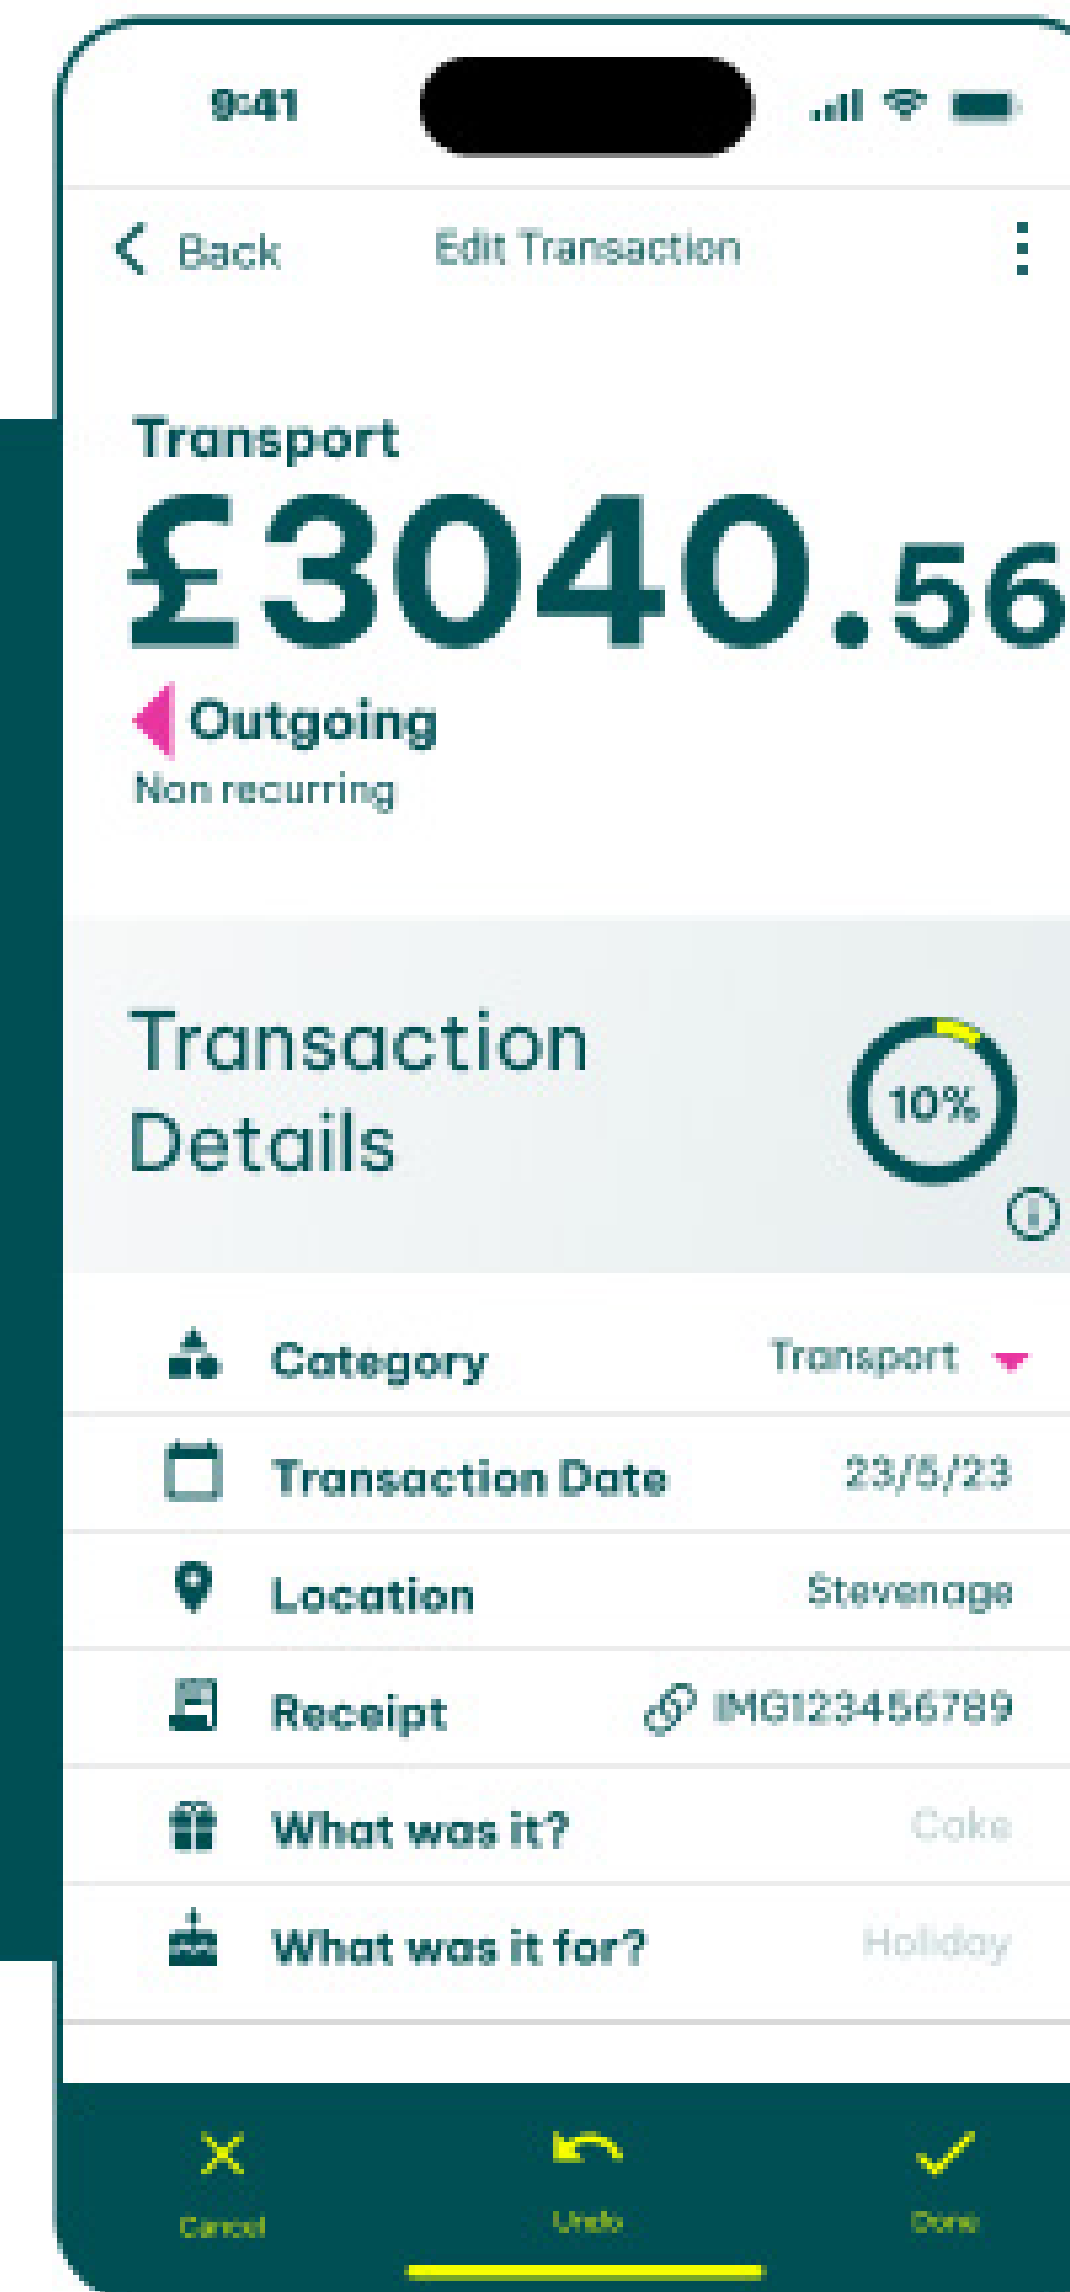 9:41
Back Edit Transaction
Transport
£3040.56
Outgoing
Non recurring
Transaction
Details
10%
Category Transport
Transaction Date 23/5/23
Location Stevenage
Receipt IMG123456789
What was it? Cake
What was it for? Holiday
Cancel Undo Done